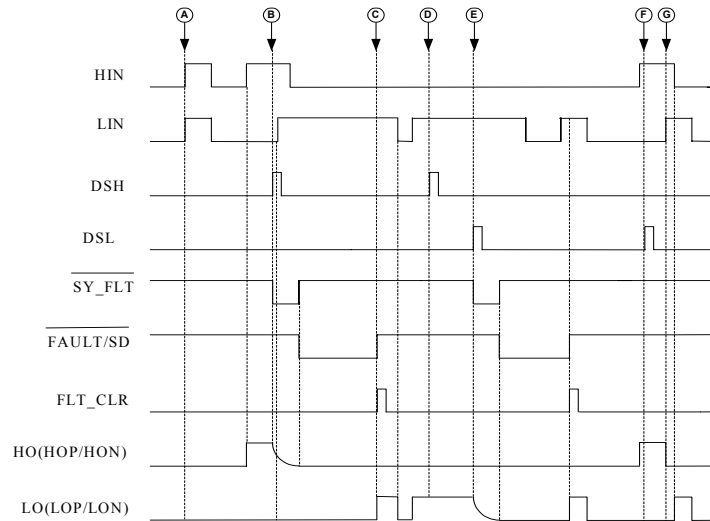 A B C D E F G
HIN
LIN
DSH
DSL
SY_FLT
FAULT/SD
FLT_CLR
HO(HOP/HON)
LO(LOP/LON)